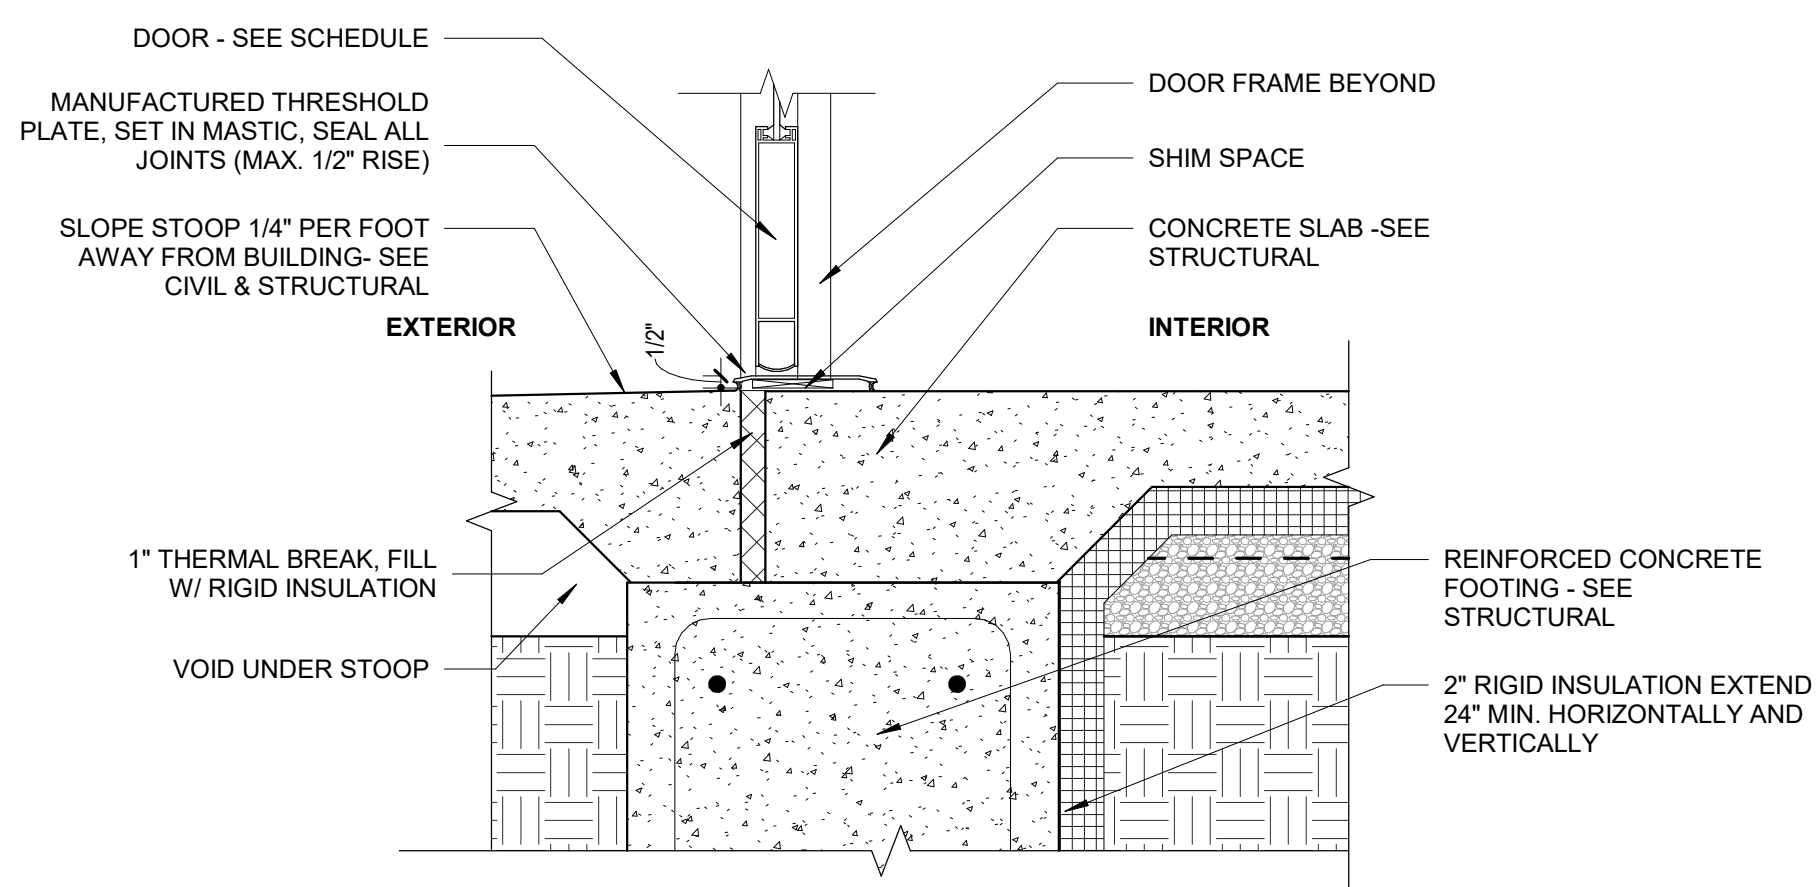 DOOR - SEE SCHEDULE
MANUFACTURED THRESHOLD
PLATE, SET IN MASTIC, SEAL ALL
JOINTS (MAX. 1/2" RISE)
SLOPE STOOP 1/4" PER FOOT
AWAY FROM BUILDING- SEE
CIVIL & STRUCTURAL
EXTERIOR
1/2"
1" THERMAL BREAK, FILL
W/ RIGID INSULATION
VOID UNDER STOOP
DOOR FRAME BEYOND
SHIM SPACE
CONCRETE SLAB -SEE
STRUCTURAL
INTERIOR
REINFORCED CONCRETE
FOOTING - SEE
STRUCTURAL
2" RIGID INSULATION EXTEND
24" MIN. HORIZONTALLY AND
VERTICALLY